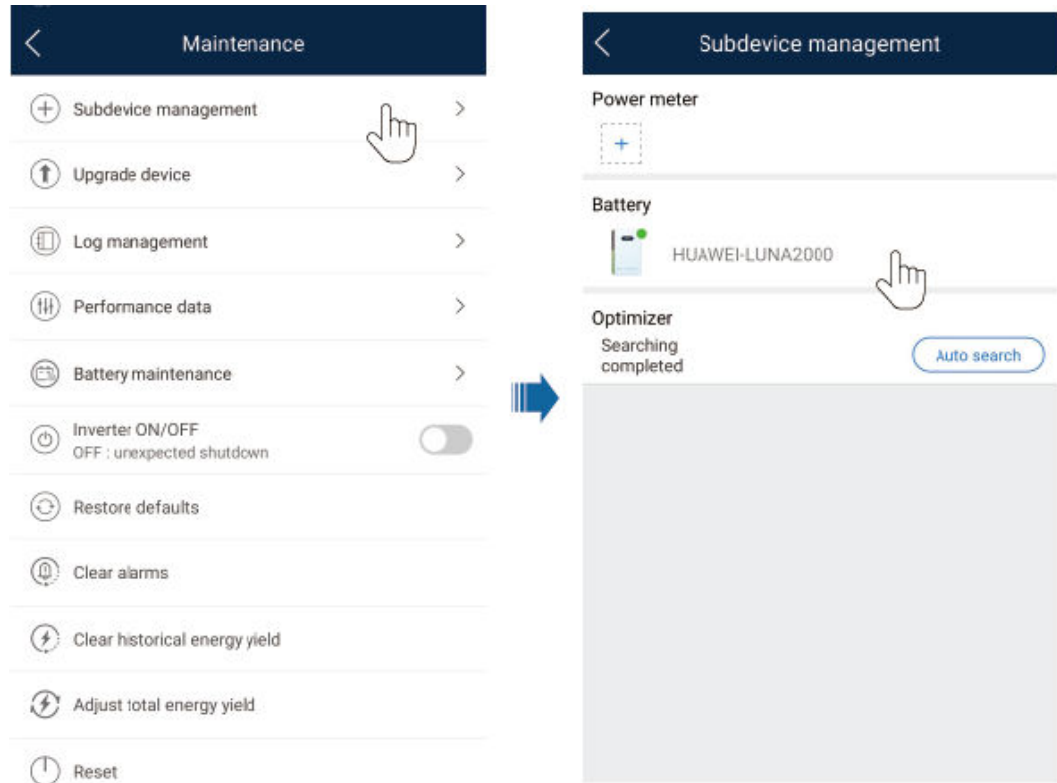 Maintenance
Subdevice management
Upgrade device
Log management
Performance data
Battery maintenance
Inverter ON/OFF
OFF : unexpected shutdown
Restore defaults
Clear alarms
Clear historical energy yield
Adjust total energy yield
Reset
Subdevice management
Power meter
+
Battery
HUAWEI-LUNA2000
Optimizer
Searching
completed
Auto search